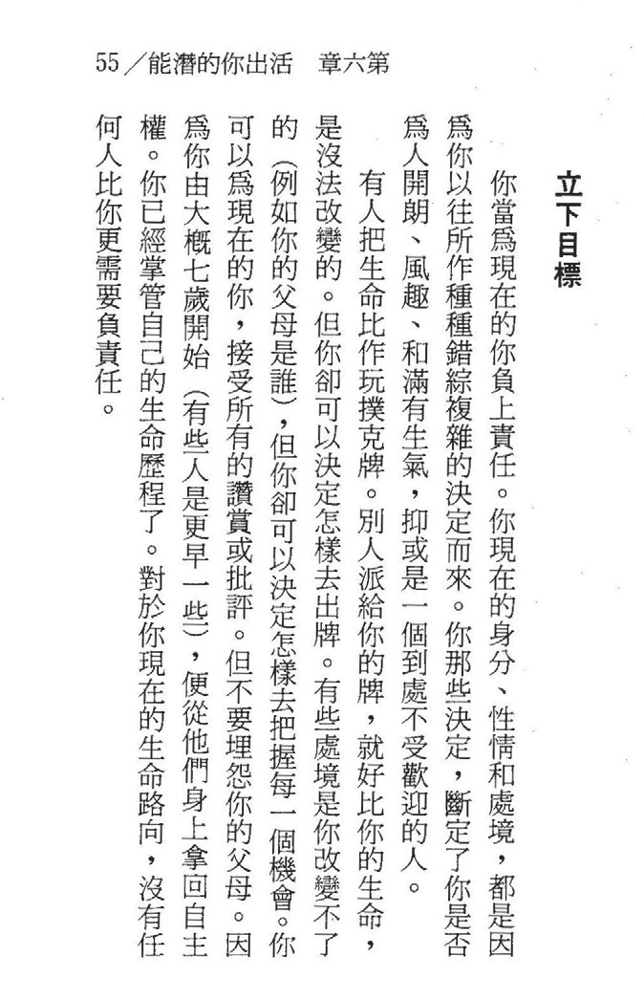 第六章　活出你的潛能／55
立下目標
你當爲現在的你負上責任。你現在的身分、性情和處境，都是因
爲你以往所作種種錯綜複雜的決定而來。你那些決定，斷定了你是否
爲人開朗、風趣、和滿有生氣，抑或是一個到處不受歡迎的人。
有人把生命比作玩撲克牌。別人派給你的牌，就好比你的生命，
是沒法改變的。但你卻可以決定怎樣去出牌。有些處境是你改變不了
的（例如你的父母是誰），但你卻可以決定怎樣去把握每一個機會。你
可以爲現在的你，接受所有的讚賞或批評。但不要埋怨你的父母。因
爲你由大概七歲開始（有些人是更早一些），便從他們身上拿回自主
權。你已經掌管自己的生命歷程了。對於你現在的生命路向，沒有任
何人比你更需要負責任。